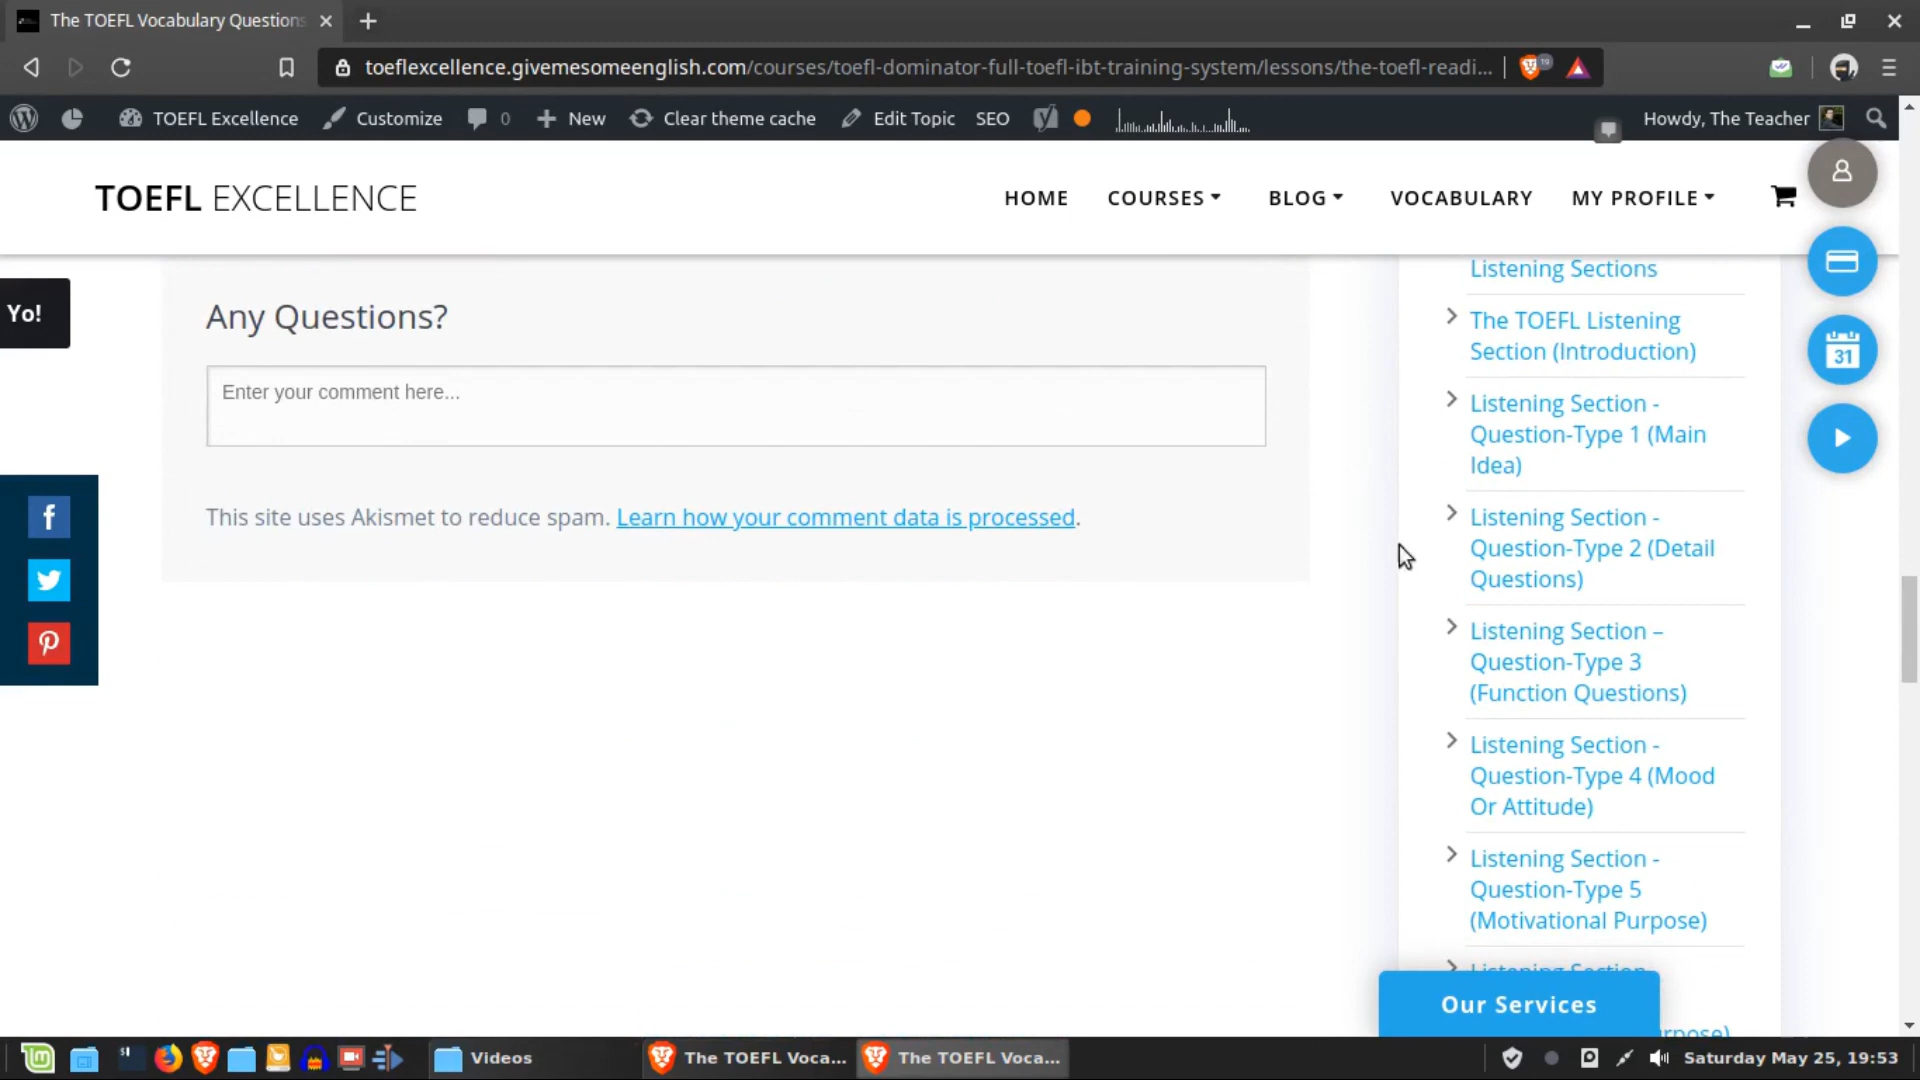 The TOEFL Vocabulary Questions
toeflexcellence.givemesomeenglish.com/courses/toefl-dominator-full-toefl-ibt-training-system/lessons/the-toefl-readi...
19
TOEFL Excellence
Customize
0
New
Clear theme cache
Edit Topic
SEO
Howdy, The Teacher
TOEFL EXCELLENCE
HOME
COURSES
BLOG
VOCABULARY
MY PROFILE
Yo!
Any Questions?
Enter your comment here...
This site uses Akismet to reduce spam. Learn how your comment data is processed.
Listening Sections
The TOEFL Listening
Section (Introduction)
Listening Section -
Question-Type 1 (Main
Idea)
Listening Section -
Question-Type 2 (Detail
Questions)
Listening Section –
Question-Type 3
(Function Questions)
Listening Section -
Question-Type 4 (Mood
Or Attitude)
Listening Section -
Question-Type 5
(Motivational Purpose)
Listening Section
31
Our Services
Videos
The TOEFL Voca...
The TOEFL Voca...
Saturday May 25, 19:53